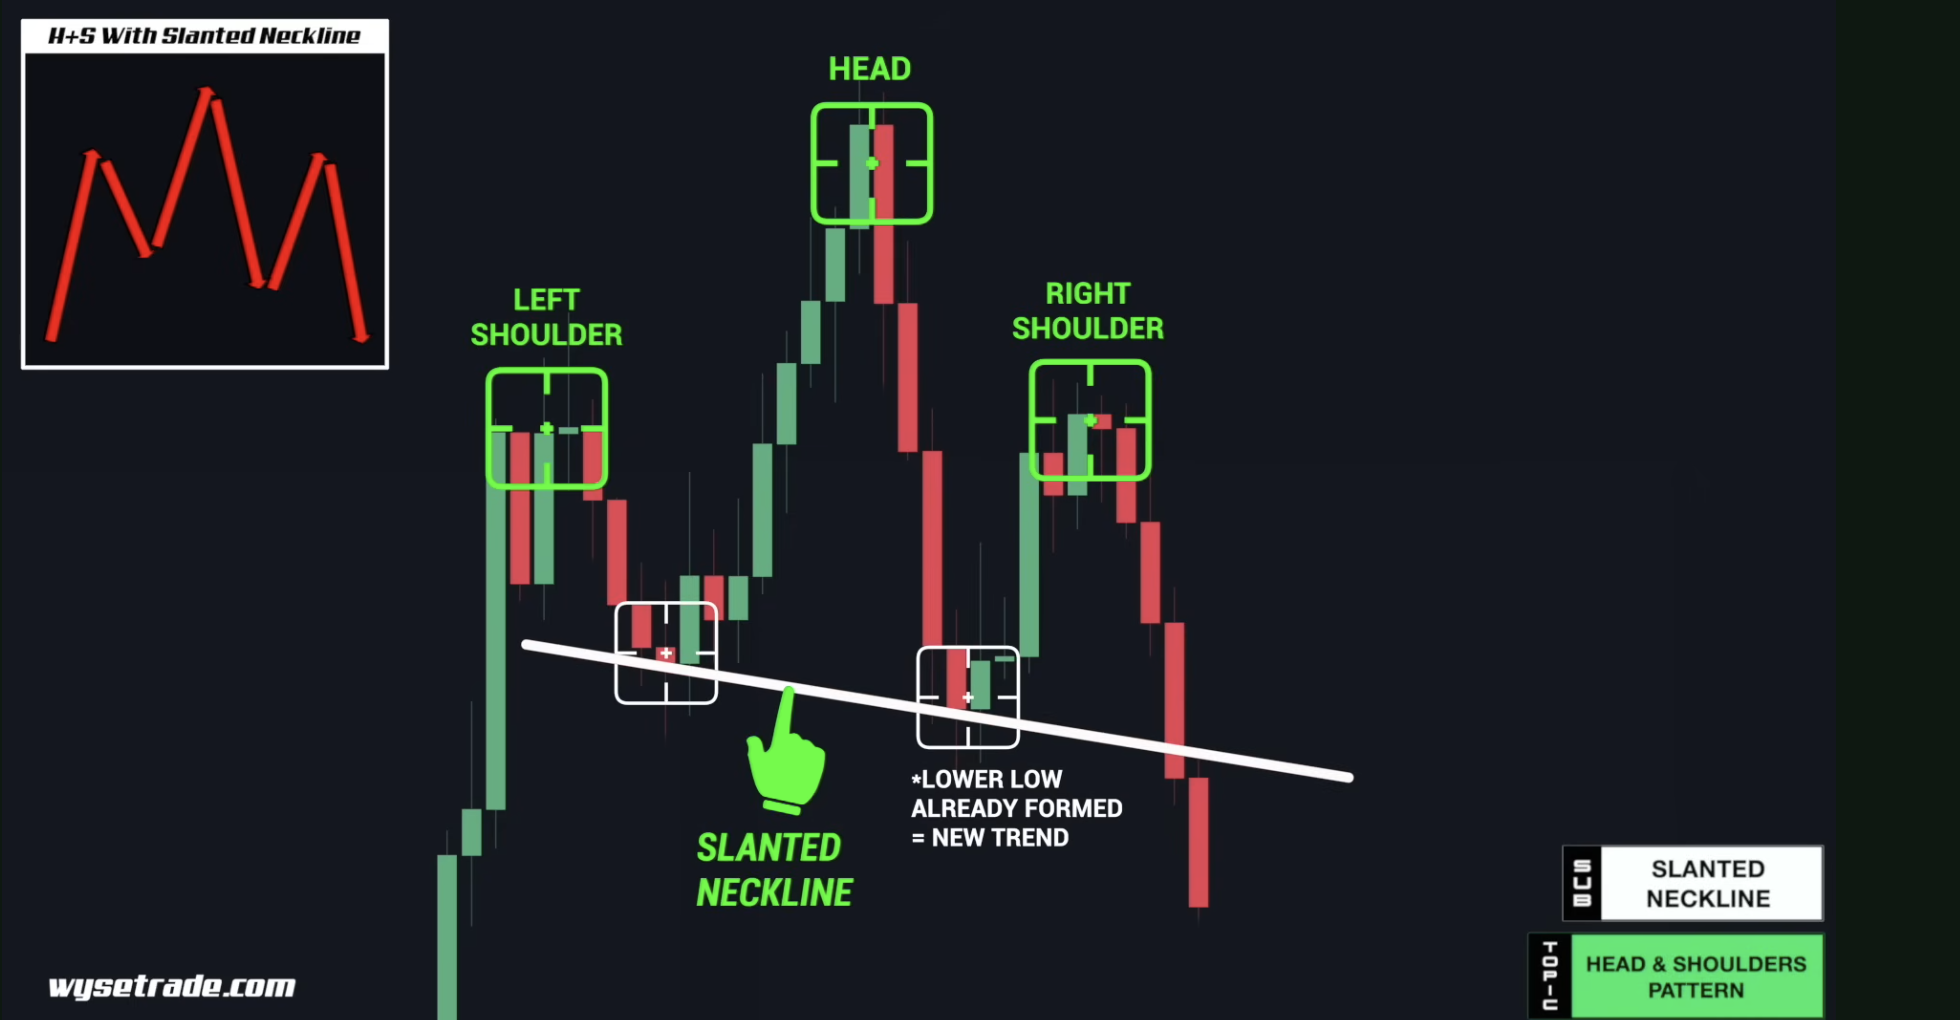 H+S With Slanted Neckline
HEAD
LEFT
SHOULDER
RIGHT
SHOULDER
*LOWER LOW
ALREADY FORMED
= NEW TREND
SLANTED
NECKLINE
SUB
SLANTED
NECKLINE
TOPIC
HEAD & SHOULDERS
PATTERN
wysetrade.com